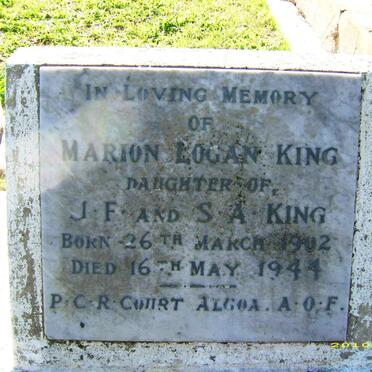 IN LOVING MEMORY
OF
MARION LOGAN KING
DAUGHTER OF
J F AND S A KING
BORN 26TH MARCH 1902
DIED 16TH MAY 1944
P.C.R. COURT ALGOA. A.O.F.